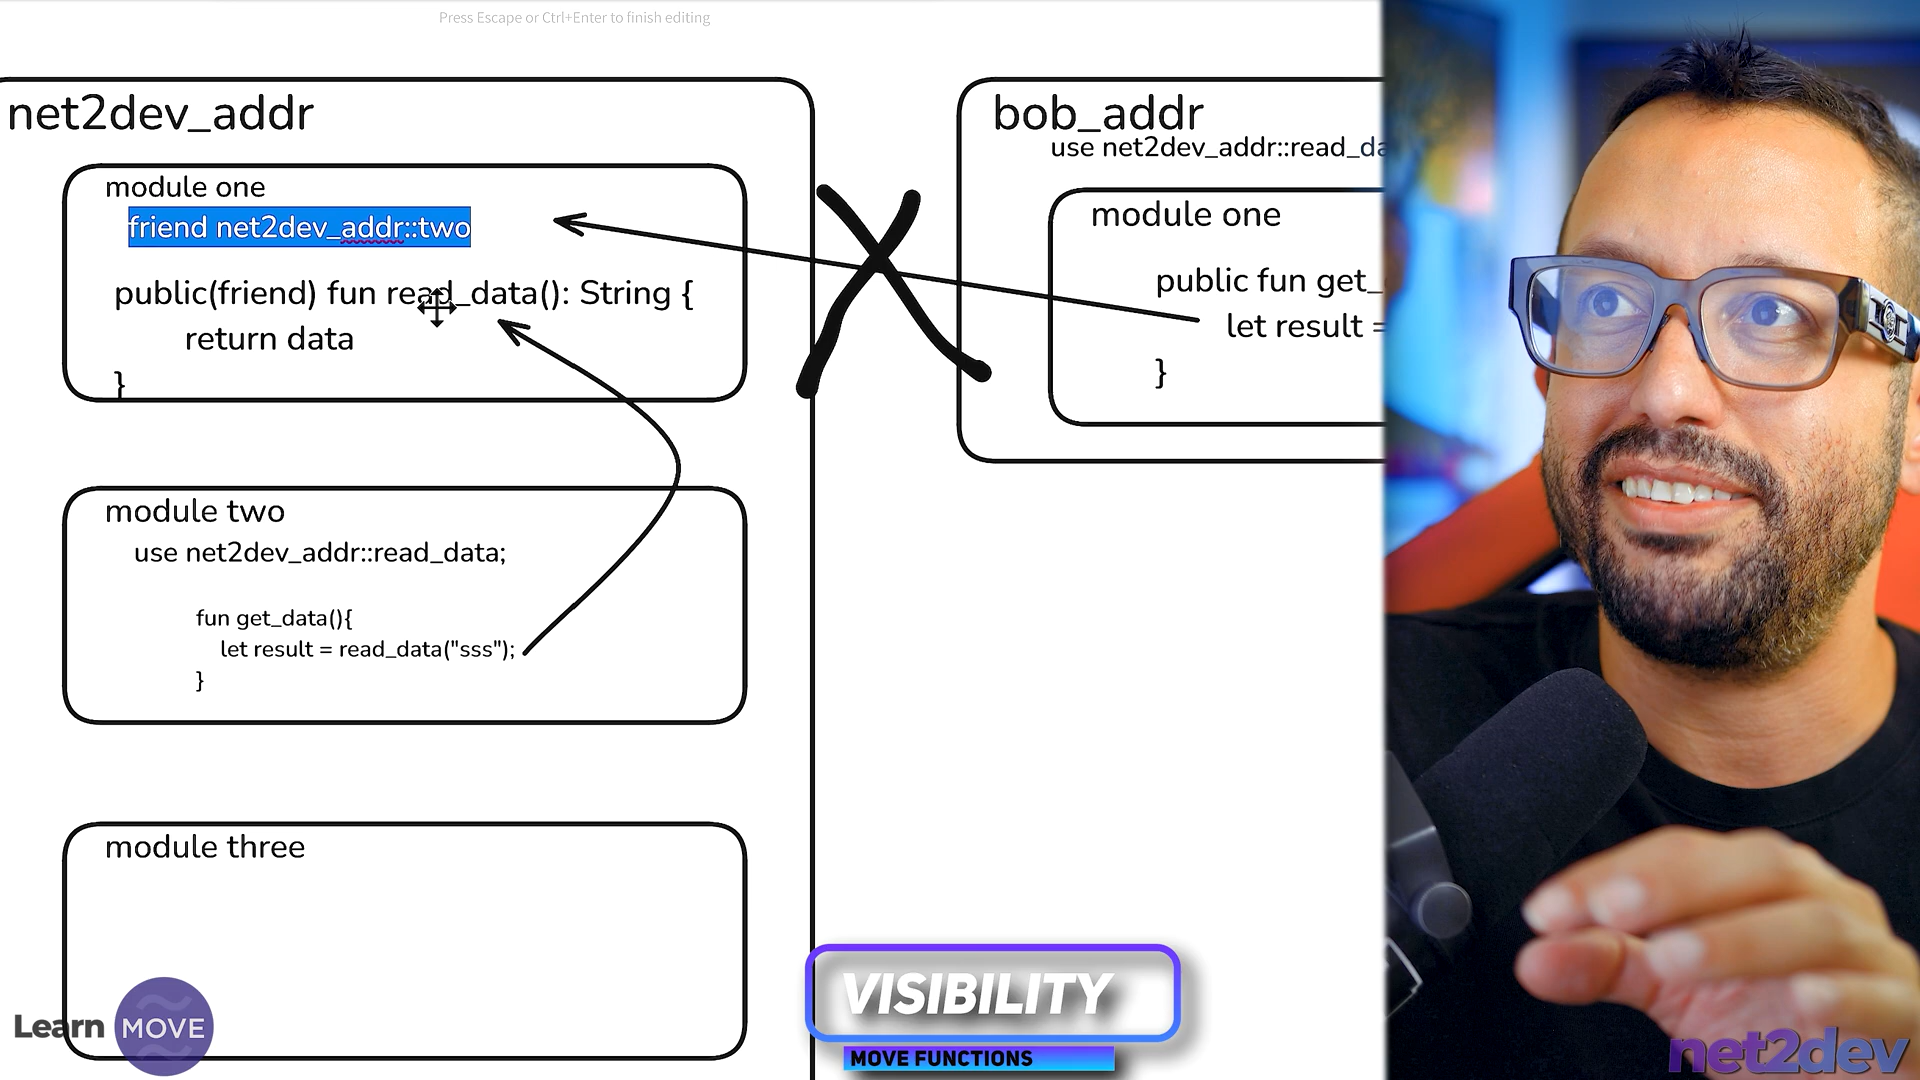 Press Escape or Ctrl+Enter to finish editing
net2dev_addr
module one
friend net2dev_addr::two
public(friend) fun read_data(): String {
return data
}
module two
use net2dev_addr::read_data;
fun get_data(){
let result = read_data("sss");
}
module three
bob_addr
use net2dev_addr::read_da
module one
public fun get_
let result =
}
Learn MOVE
VISIBILITY
MOVE FUNCTIONS
net2dev